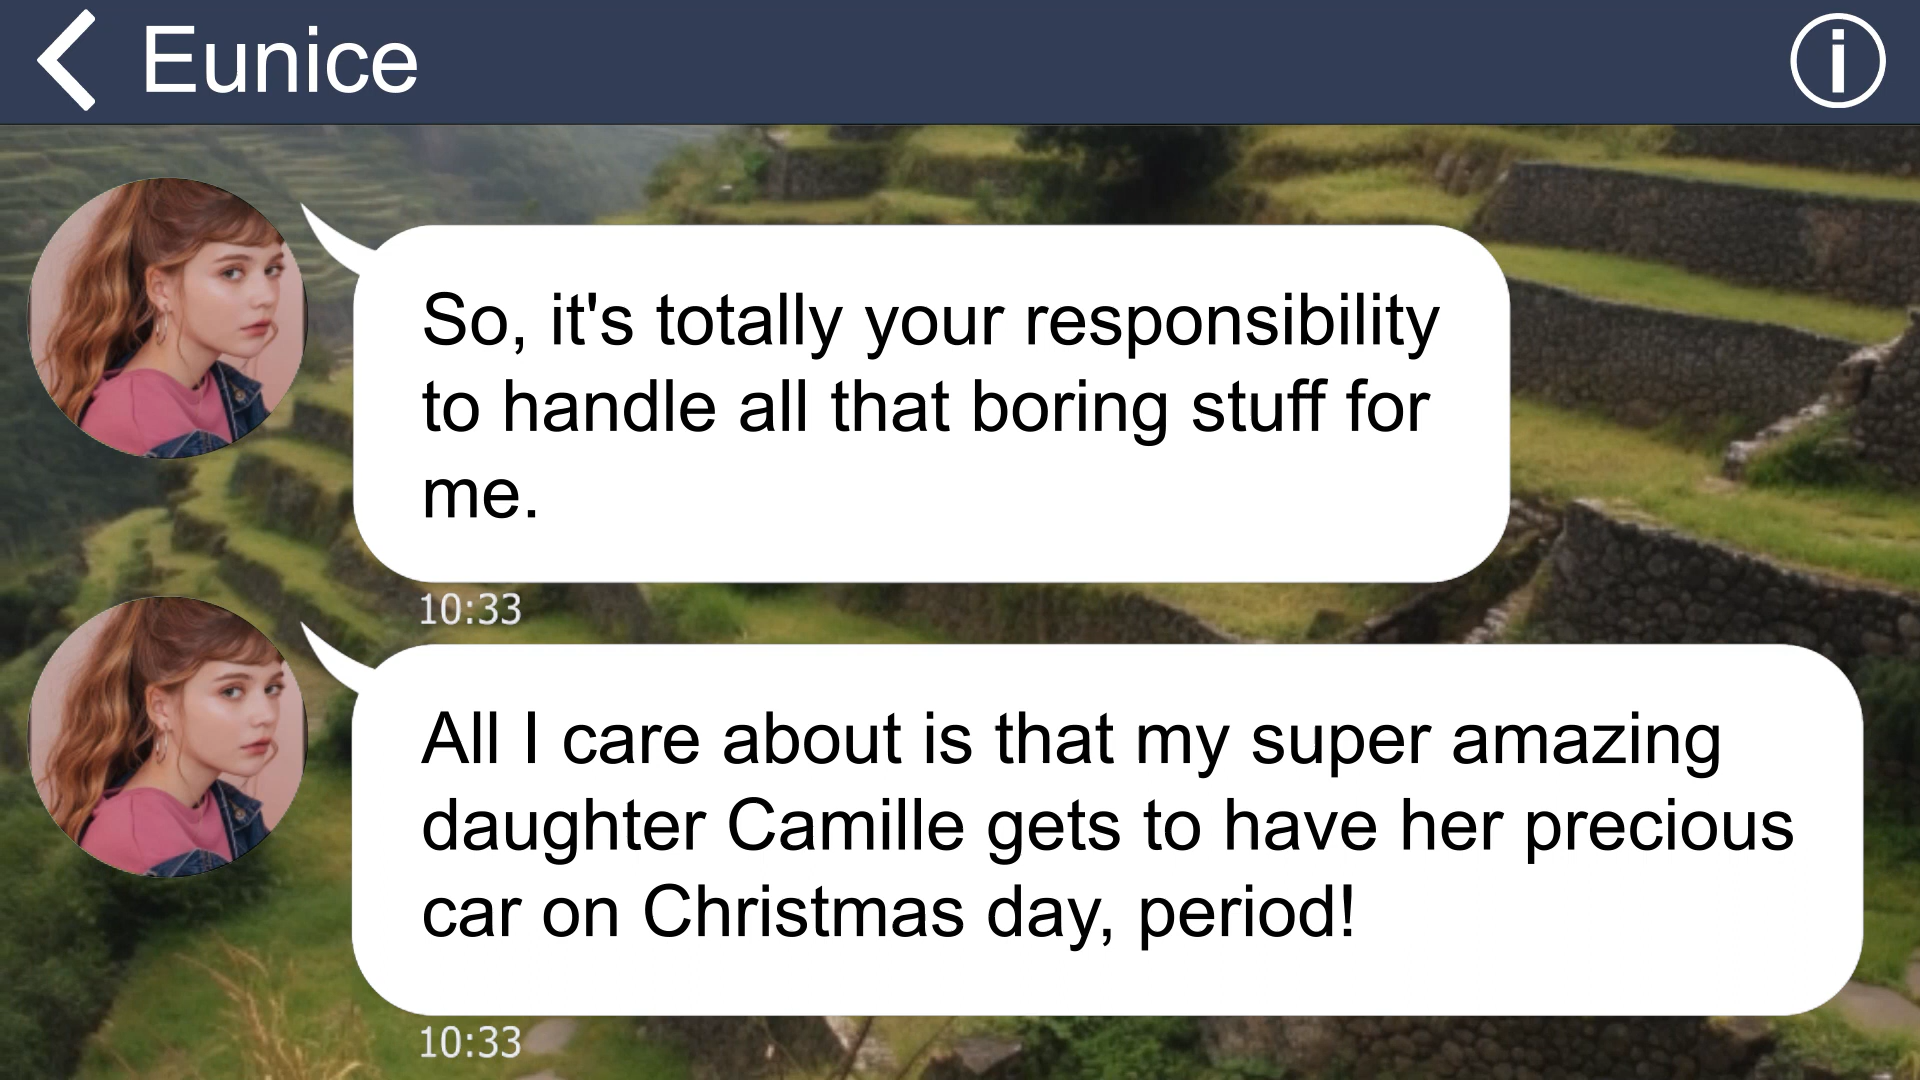 Eunice
So, it's totally your responsibility
to handle all that boring stuff for
me.
10:33
All I care about is that my super amazing
daughter Camille gets to have her precious
car on Christmas day, period!
10:33